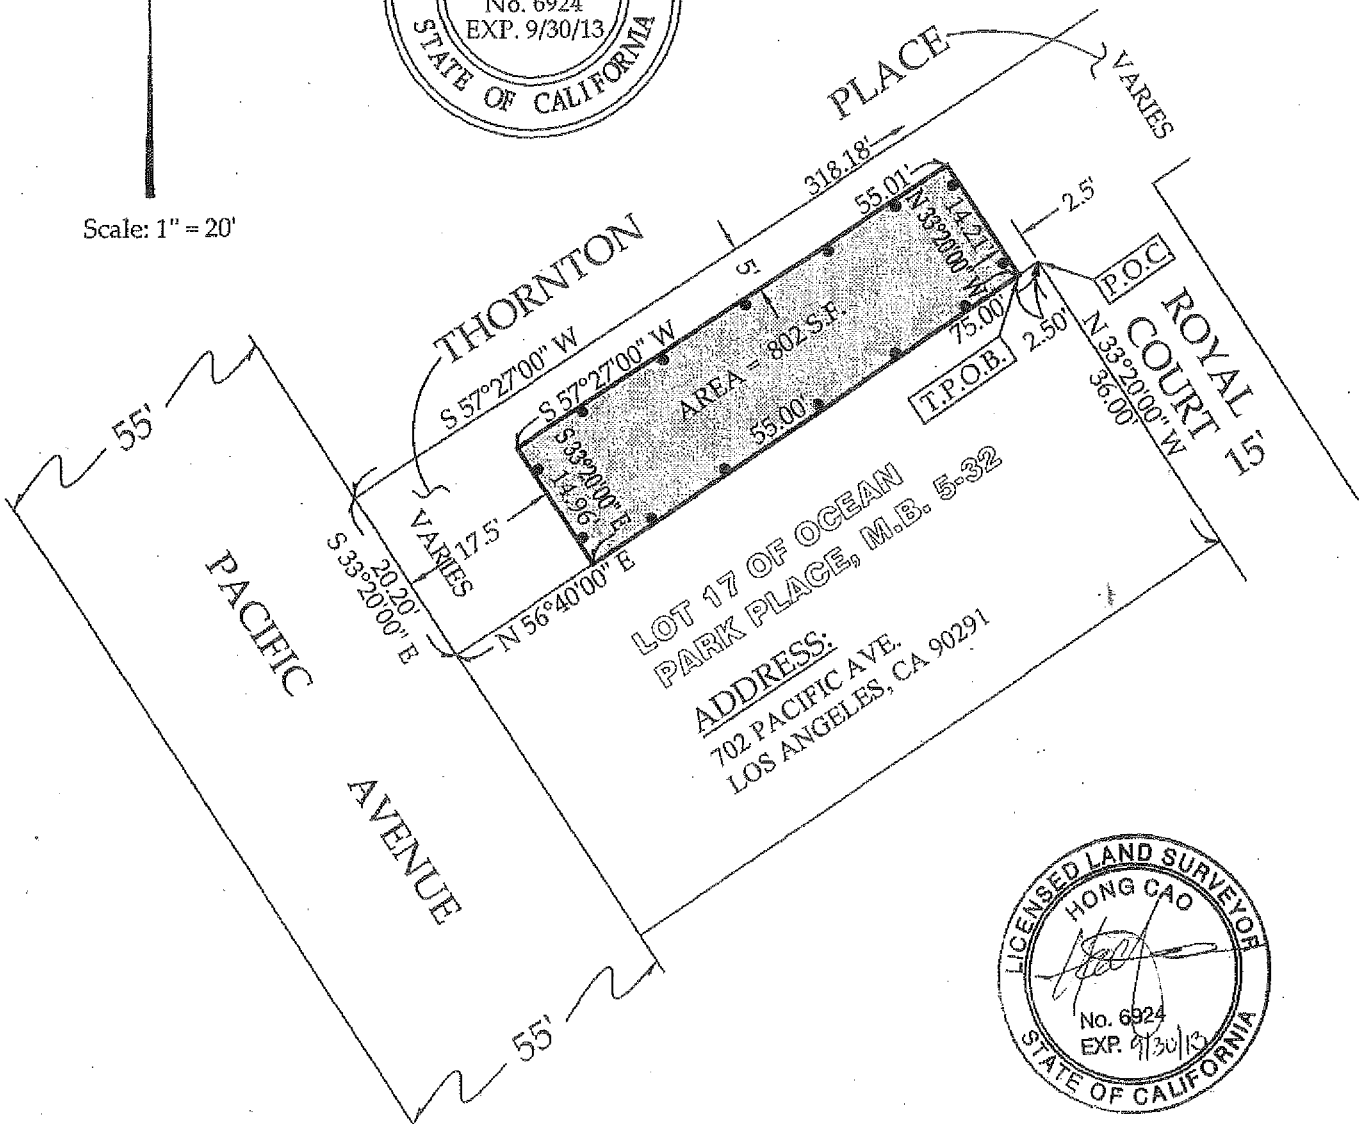 No. 6924
EXP. 9/30/13
STATE OF CALIFORNIA
Scale: 1" = 20'
PLACE
VARIES
318.18'
THORNTON
55.01'
14.21'
N 33°20'00" W
2.5'
5'
P.O.C
S 57°27'00" W
S 57°27'00" W
AREA = 802 S.F.
75.00'
2.50'
T.P.O.B.
ROYAL
COURT
15'
N 33°20'00" W
36.00'
55'
55.00'
S 33°20'00" E
14.96'
VARIES
17.5'
20.20'
S 33°20'00" E
N 56°40'00" E
LOT 17 OF OCEAN
PARK PLACE, M.B. 5-32
ADDRESS:
702 PACIFIC AVE.
LOS ANGELES, CA 90291
PACIFIC
AVENUE
55'
LICENSED LAND SURVEYOR
HONG CAO
No. 6924
EXP. 9/30/13
STATE OF CALIFORNIA